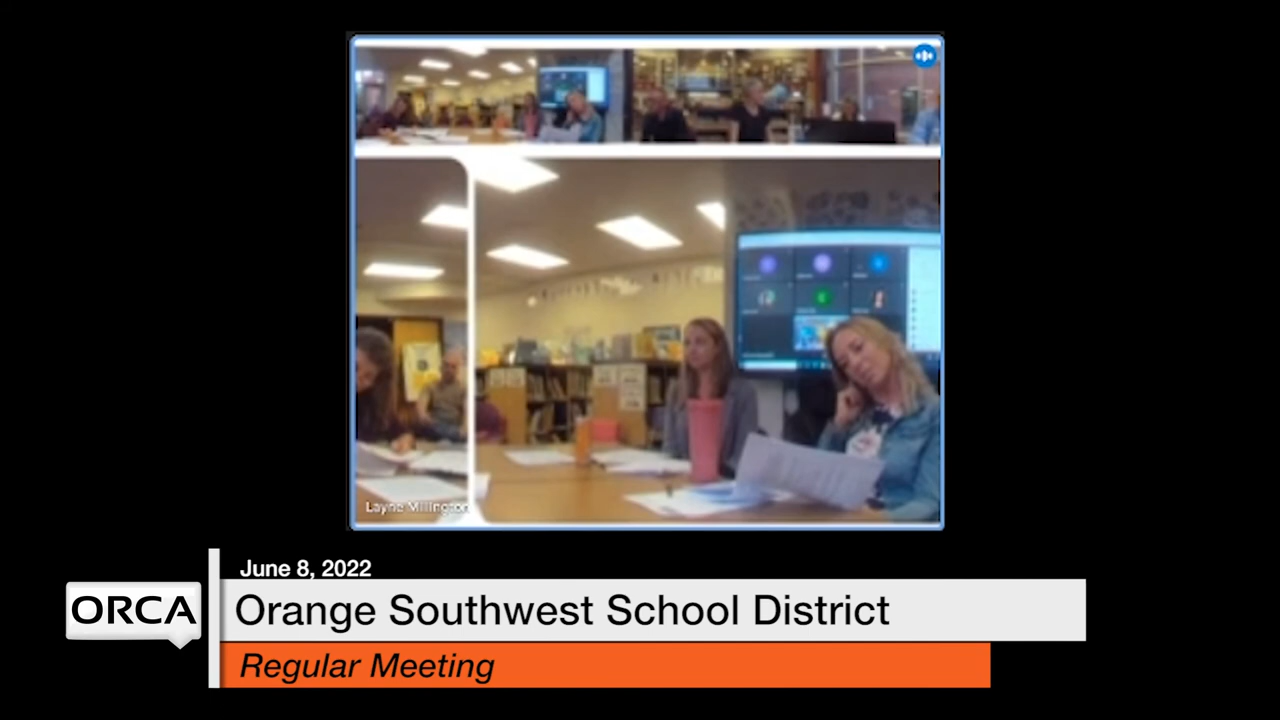 Layne Millington
June 8, 2022
ORCA
Orange Southwest School District
Regular Meeting